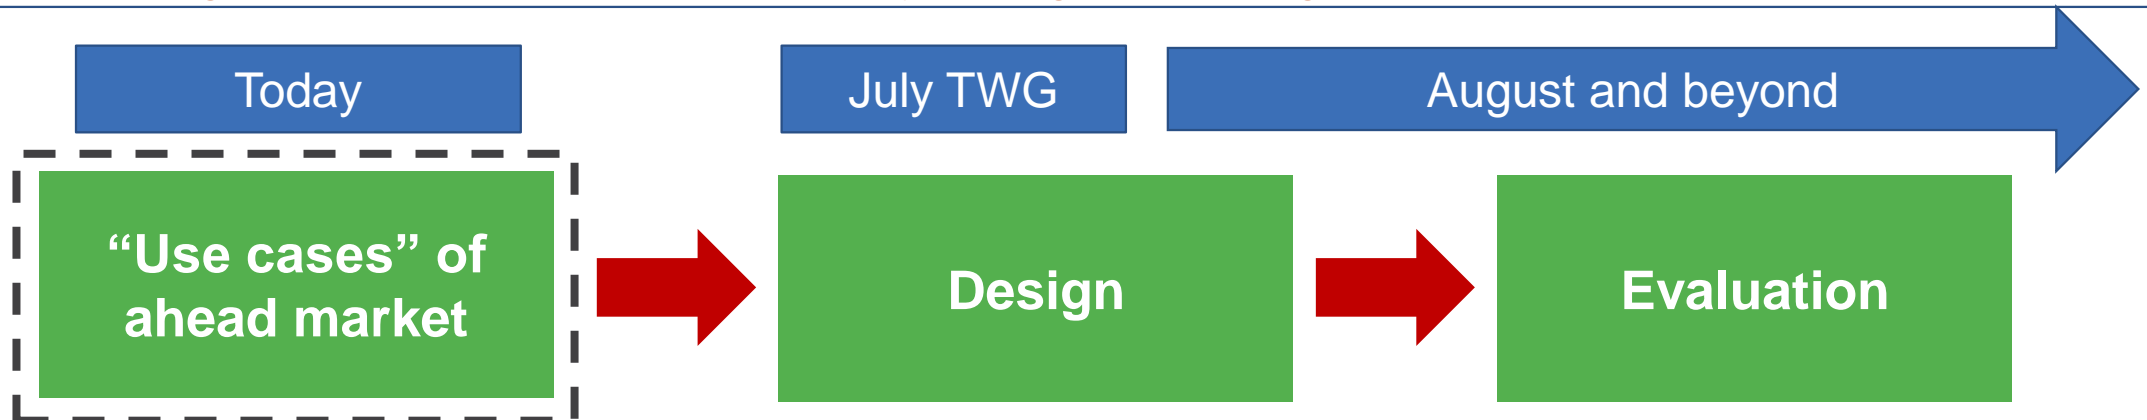 Today
July TWG
August and beyond
“Use cases” of
ahead market
Design
Evaluation